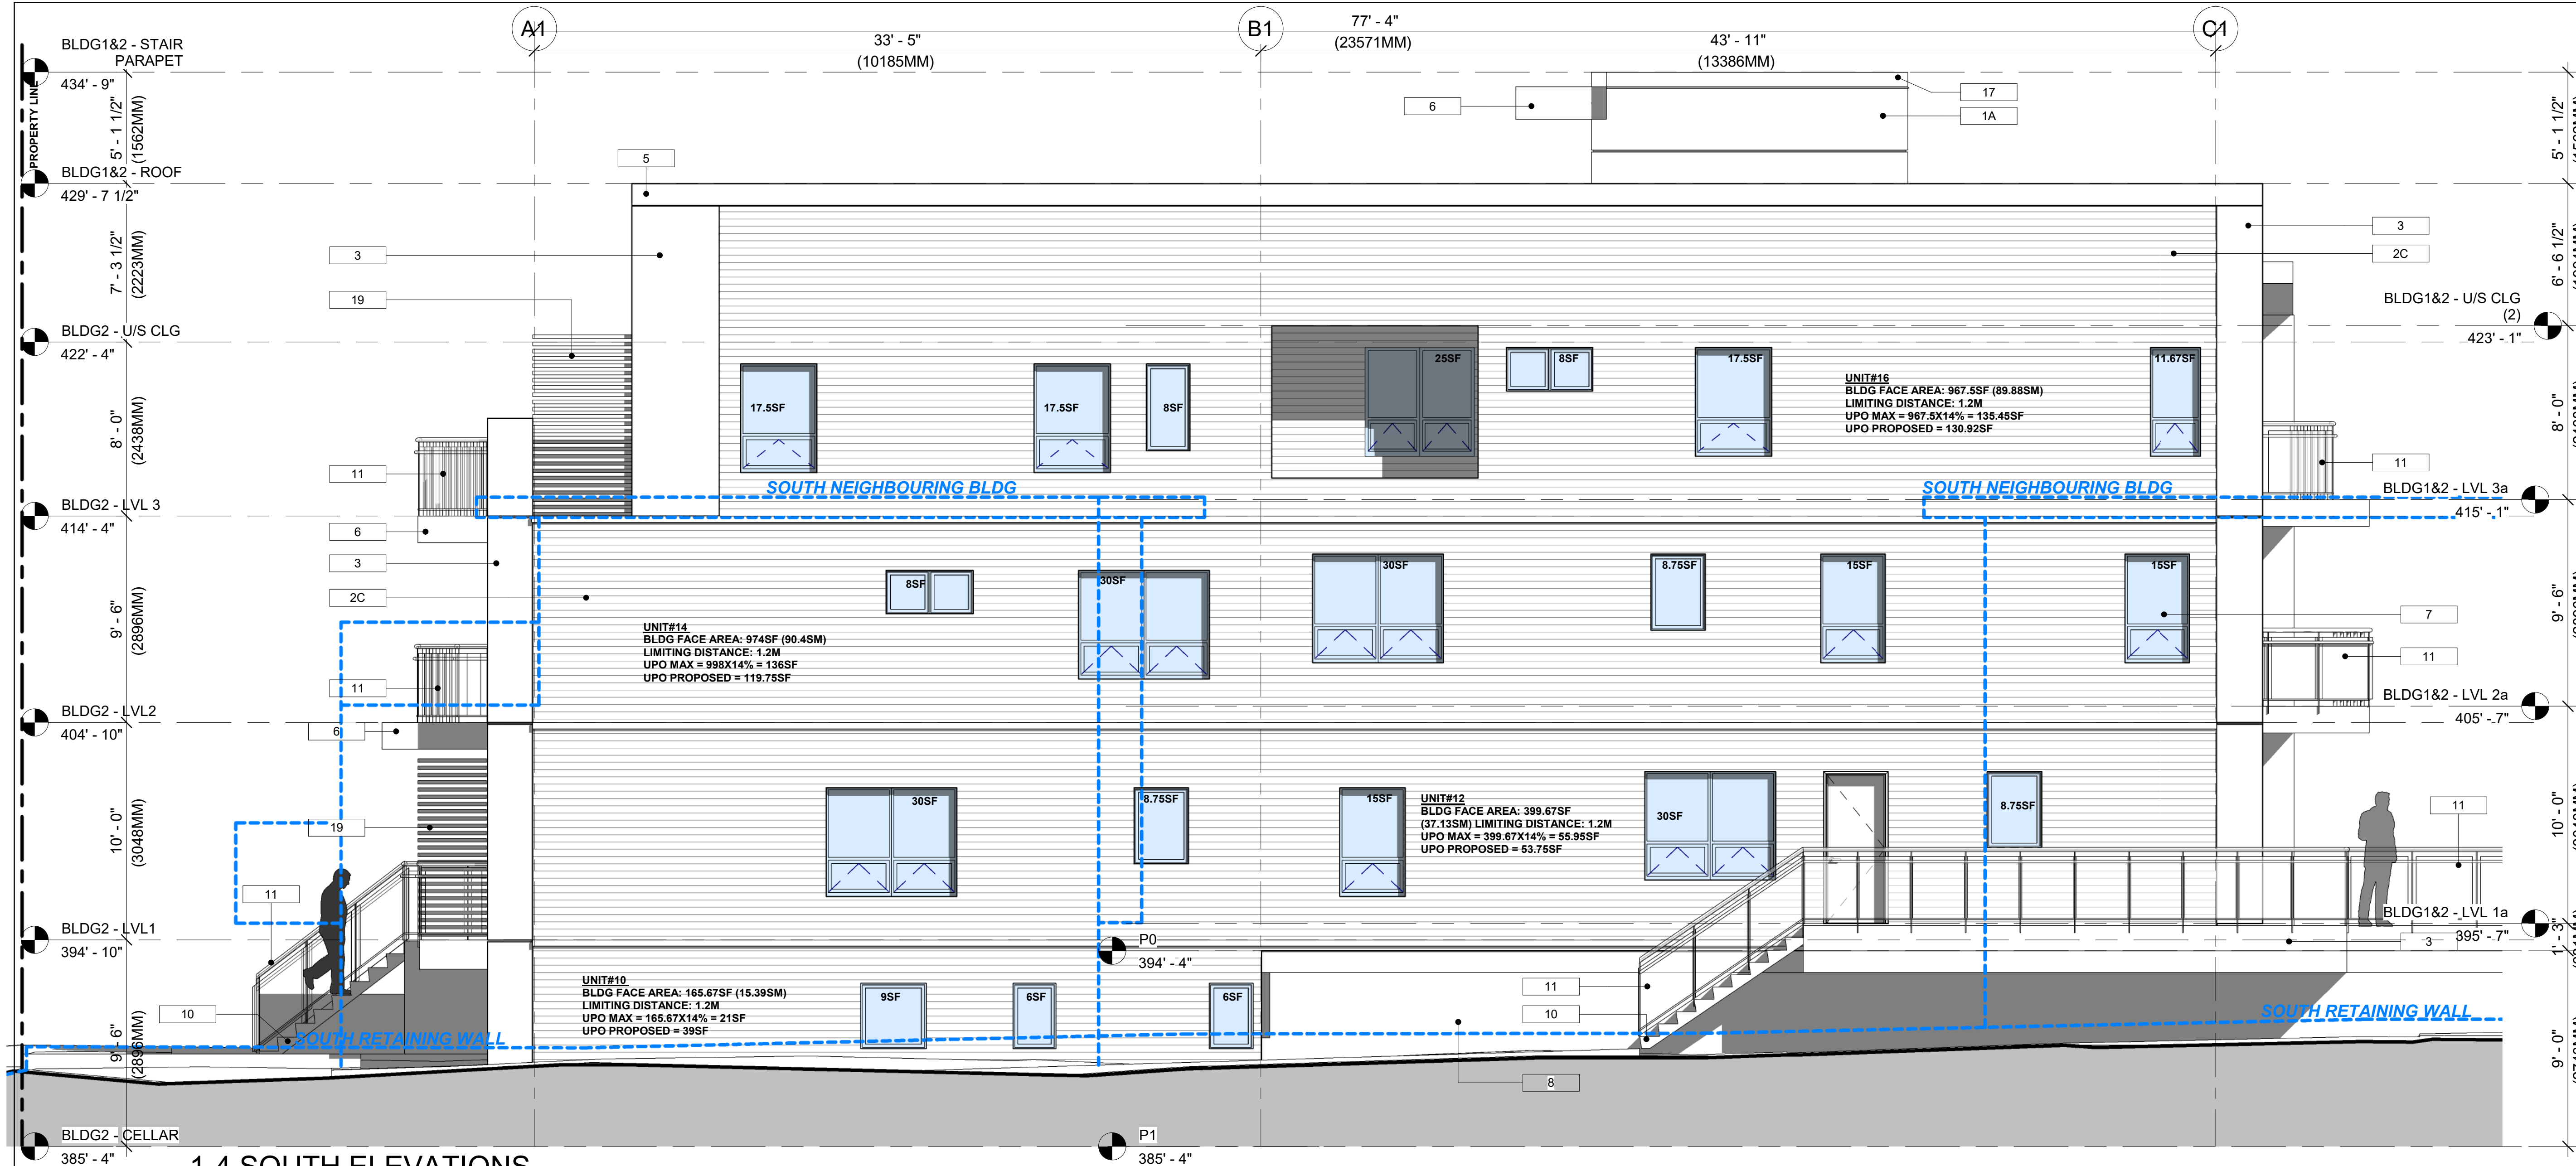 A1
B1
C1
77' - 4"
(23571MM)
33' - 5"
(10185MM)
43' - 11"
(13386MM)
BLDG1&2 - STAIR
PARAPET
434' - 9"
PROPERTY LINE
5' - 1 1/2"
(1562MM)
BLDG1&2 - ROOF
429' - 7 1/2"
7' - 3 1/2"
(2223MM)
BLDG2 - U/S CLG
422' - 4"
8' - 0"
(2438MM)
BLDG2 - LVL 3
414' - 4"
9' - 6"
(2896MM)
BLDG2 - LVL2
404' - 10"
10' - 0"
(3048MM)
BLDG2 - LVL1
394' - 10"
9' - 6"
(2896MM)
BLDG2 - CELLAR
385' - 4"
6
17
1A
5
3
19
11
6
3
2C
11
6
19
11
10
3
2C
11
7
11
11
3
11
10
8
17.5SF
17.5SF
8SF
25SF
8SF
17.5SF
11.67SF
UNIT#16
BLDG FACE AREA: 967.5SF (89.88SM)
LIMITING DISTANCE: 1.2M
UPO MAX = 967.5X14% = 135.45SF
UPO PROPOSED = 130.92SF
SOUTH NEIGHBOURING BLDG
SOUTH NEIGHBOURING BLDG
8SF
30SF
30SF
8.75SF
15SF
15SF
UNIT#14
BLDG FACE AREA: 974SF (90.4SM)
LIMITING DISTANCE: 1.2M
UPO MAX = 998X14% = 136SF
UPO PROPOSED = 119.75SF
30SF
8.75SF
15SF
30SF
8.75SF
UNIT#12
BLDG FACE AREA: 399.67SF
(37.13SM) LIMITING DISTANCE: 1.2M
UPO MAX = 399.67X14% = 55.95SF
UPO PROPOSED = 53.75SF
P0
394' - 4"
UNIT#10
BLDG FACE AREA: 165.67SF (15.39SM)
LIMITING DISTANCE: 1.2M
UPO MAX = 165.67X14% = 21SF
UPO PROPOSED = 39SF
9SF
6SF
6SF
SOUTH RETAINING WALL
SOUTH RETAINING WALL
P1
385' - 4"
5' - 1 1/2"
6' - 6 1/2"
BLDG1&2 - U/S CLG
(2)
423' - 1"
8' - 0"
BLDG1&2 - LVL 3a
415' - 1"
9' - 6"
BLDG1&2 - LVL 2a
405' - 7"
10' - 0"
BLDG1&2 - LVL 1a
395' - 7"
1' - 3"
9' - 0"
1.4 SOUTH ELEVATIONS